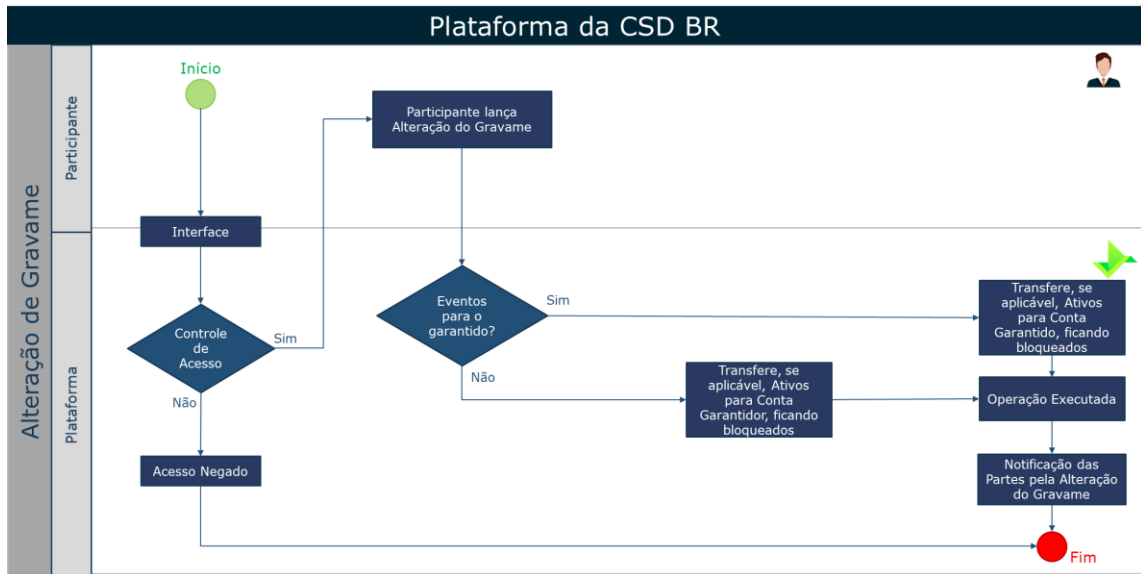 Plataforma da CSD BR
Alteração de Gravame
Participante
Plataforma
Início
Participante lança
Alteração do Gravame
Interface
Controle
de
Acesso
Sim
Não
Eventos
para o
garantido?
Sim
Não
Transfere, se
aplicável, Ativos
para Conta
Garantido, ficando
bloqueados
Transfere, se
aplicável, Ativos
para Conta
Garantidor, ficando
bloqueados
Operação Executada
Acesso Negado
Notificação das
Partes pela Alteração
do Gravame
Fim